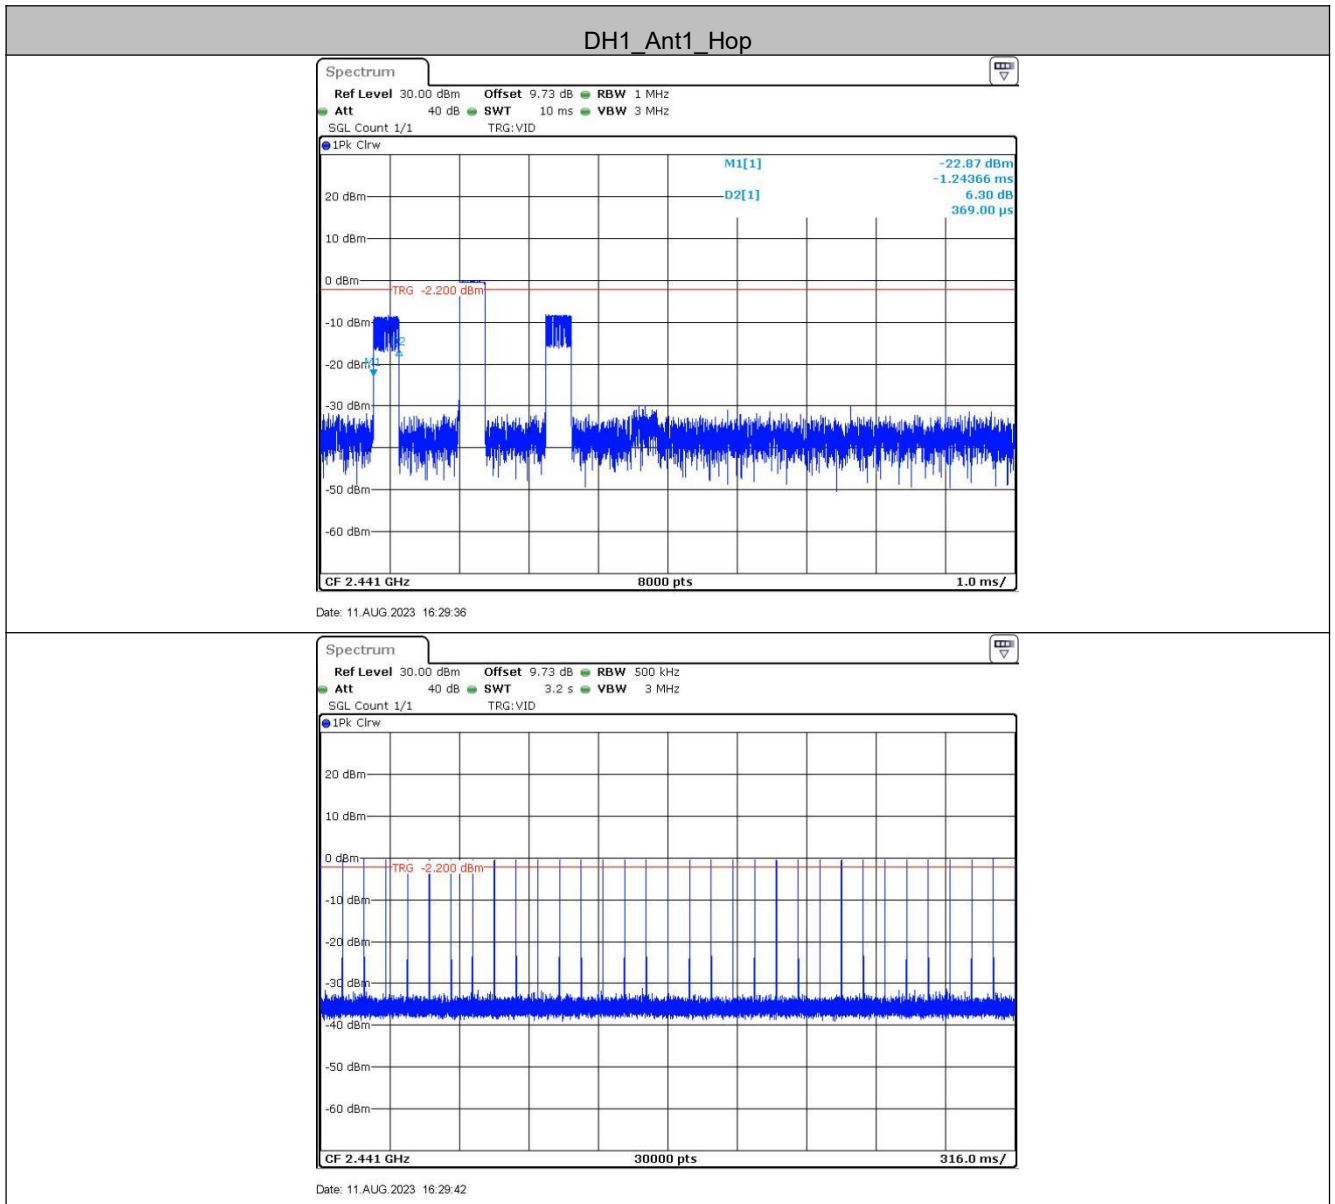 DH1_Ant1_Hop
Spectrum
Ref Level 30.00 dBm Offset 9.73 dB RBW 1 MHz
Att 40 dB SWT 10 ms VBW 3 MHz
SGL Count 1/1 TRG:VID
1Pk Clrw
M1[1] -22.87 dBm
-1.24366 ms
20 dBm D2[1] 6.30 dB
369.00 µs
10 dBm
0 dBm
TRG -2.200 dBm
-10 dBm
-20 dBm
M1
-30 dBm
-50 dBm
-60 dBm
CF 2.441 GHz 8000 pts 1.0 ms/
Date: 11.AUG.2023 16:29:36
Spectrum
Ref Level 30.00 dBm Offset 9.73 dB RBW 500 kHz
Att 40 dB SWT 3.2 s VBW 3 MHz
SGL Count 1/1 TRG:VID
1Pk Clrw
20 dBm
10 dBm
0 dBm
TRG -2.200 dBm
-10 dBm
-20 dBm
-30 dBm
-40 dBm
-50 dBm
-60 dBm
CF 2.441 GHz 30000 pts 316.0 ms/
Date: 11.AUG.2023 16:29:42